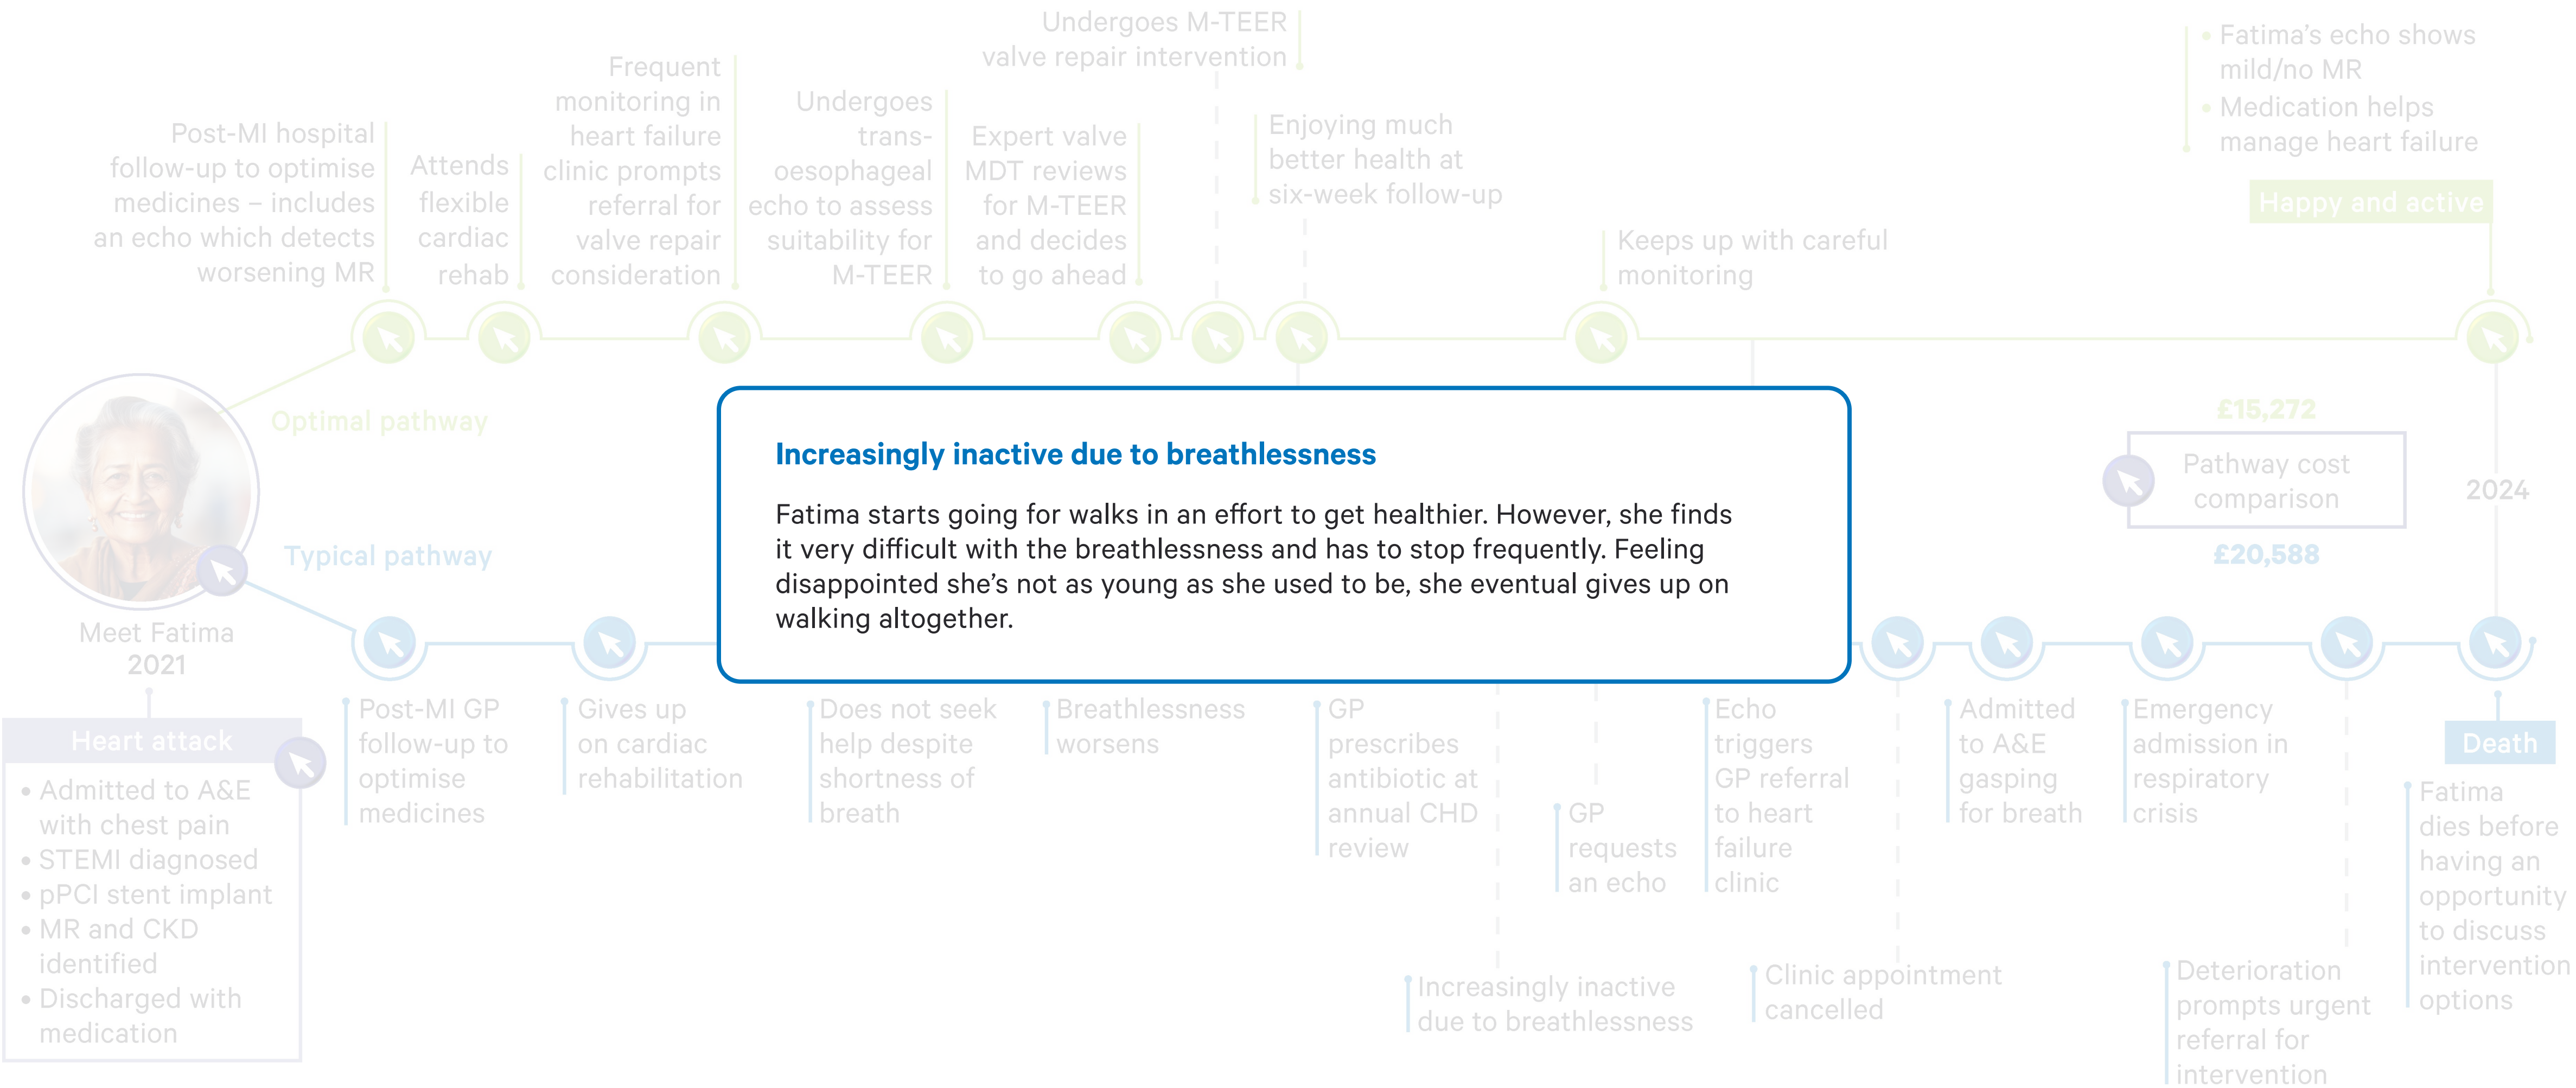 Undergoes M-TEER
valve repair intervention
Post-MI hospital
follow-up to optimise
medicines – includes
an echo which detects
worsening MR
Attends
flexible
cardiac
rehab
Frequent
monitoring in
heart failure
clinic prompts
referral for
valve repair
consideration
Undergoes
trans-
oesophageal
echo to assess
suitability for
M-TEER
Expert valve
MDT reviews
for M-TEER
and decides
to go ahead
Enjoying much
better health at
six-week follow-up
Keeps up with careful
monitoring
• Fatima’s echo shows
mild/no MR
• Medication helps
manage heart failure
Happy and active
Optimal pathway
Typical pathway
Meet Fatima
2021
Heart attack
• Admitted to A&E
with chest pain
• STEMI diagnosed
• pPCI stent implant
• MR and CKD
identified
• Discharged with
medication
Increasingly inactive due to breathlessness
Fatima starts going for walks in an effort to get healthier. However, she finds
it very difficult with the breathlessness and has to stop frequently. Feeling
disappointed she’s not as young as she used to be, she eventual gives up on
walking altogether.
£15,272
Pathway cost
comparison
£20,588
2024
Post-MI GP
follow-up to
optimise
medicines
Gives up
on cardiac
rehabilitation
Does not seek
help despite
shortness of
breath
Breathlessness
worsens
GP
prescribes
antibiotic at
annual CHD
review
Increasingly inactive
due to breathlessness
GP
requests
an echo
Echo
triggers
GP referral
to heart
failure
clinic
Clinic appointment
cancelled
Admitted
to A&E
gasping
for breath
Emergency
admission in
respiratory
crisis
Deterioration
prompts urgent
referral for
intervention
Death
Fatima
dies before
having an
opportunity
to discuss
intervention
options